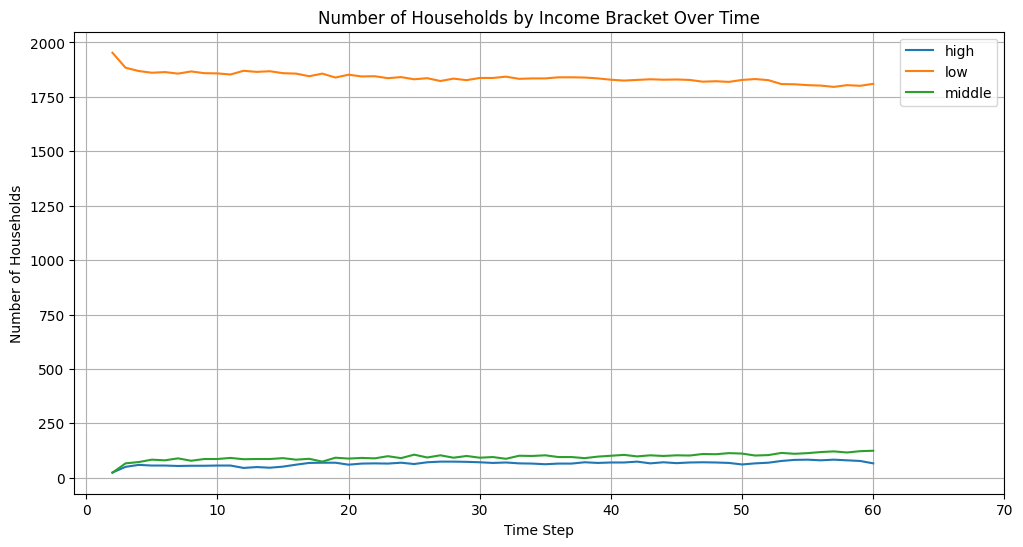 Number of Households by Income Bracket Over Time
high
low
middle
Number of Households
2000
1750
1500
1250
1000
750
500
250
0
0 10 20 30 40 50 60 70
Time Step